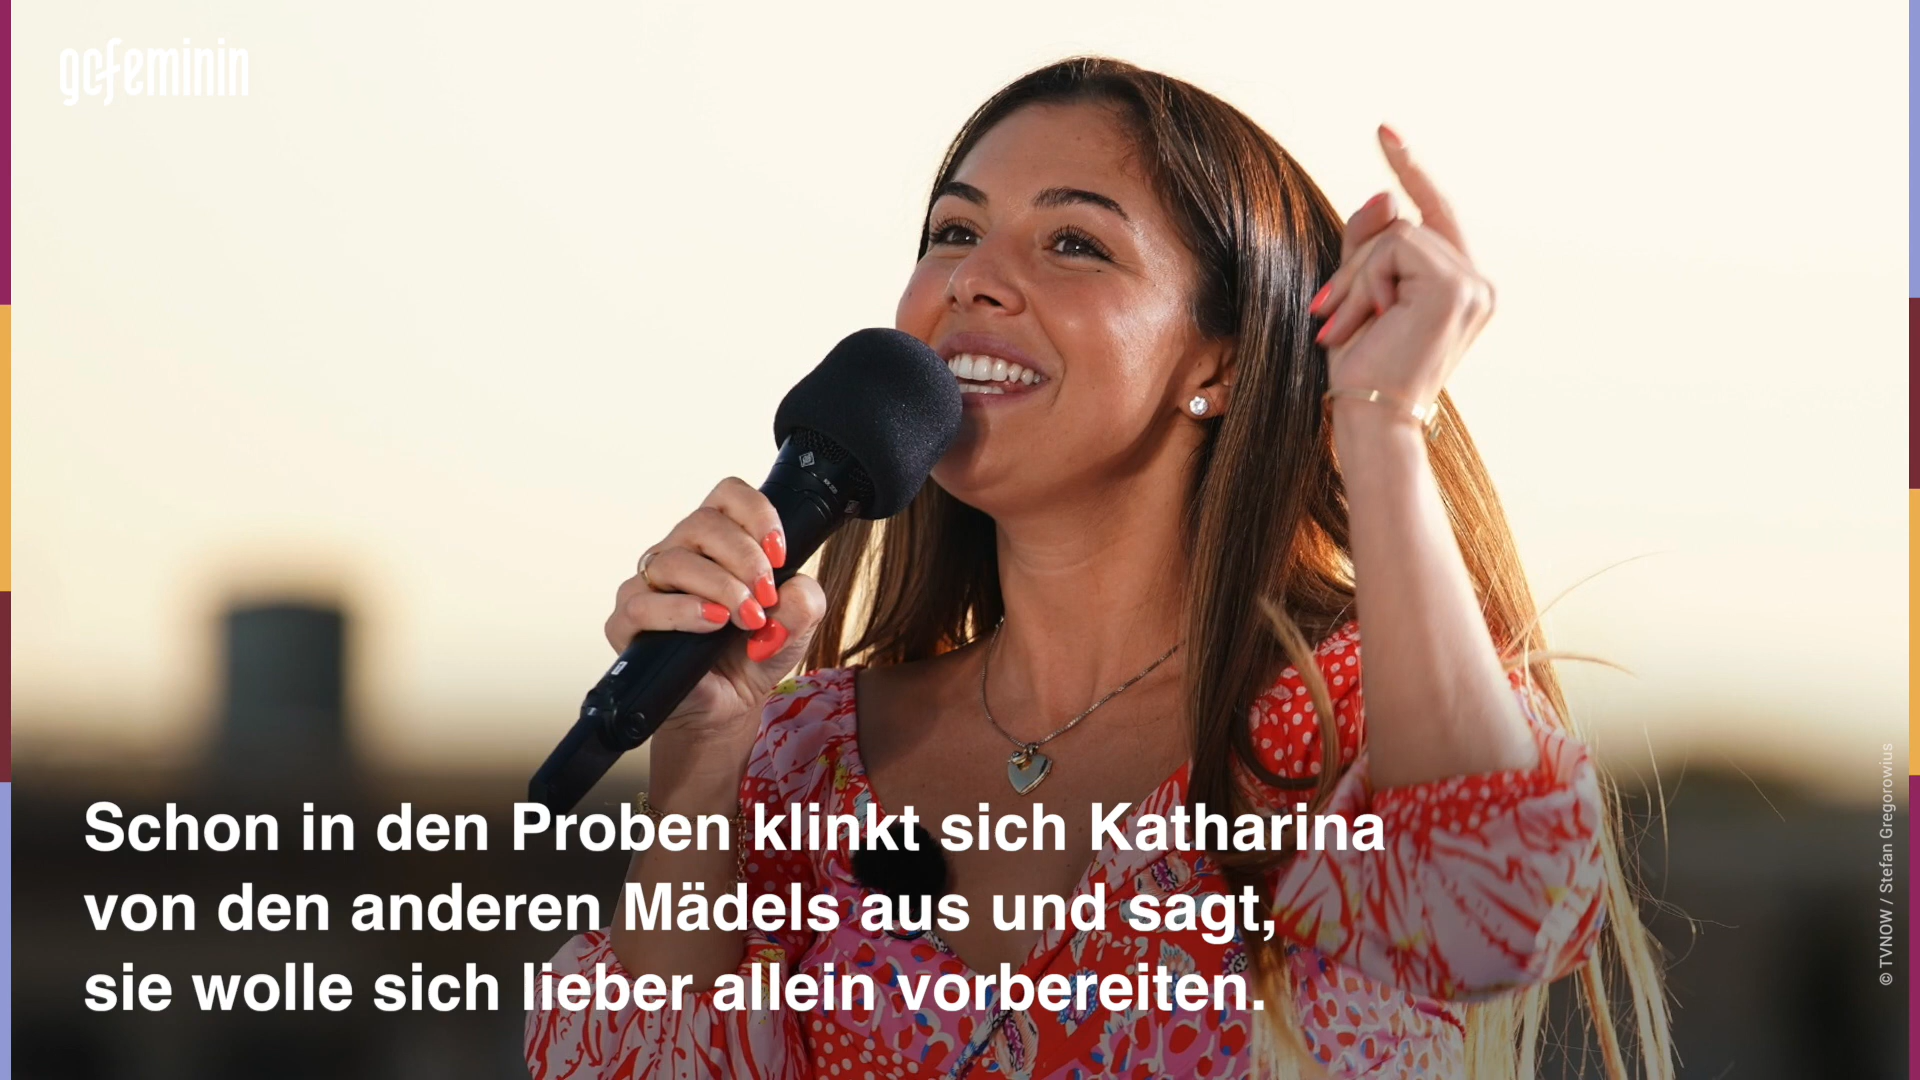 gofeminin
Schon in den Proben klinkt sich Katharina
von den anderen Mädels aus und sagt,
sie wolle sich lieber allein vorbereiten.
© TVNOW / Stefan Gregorowius